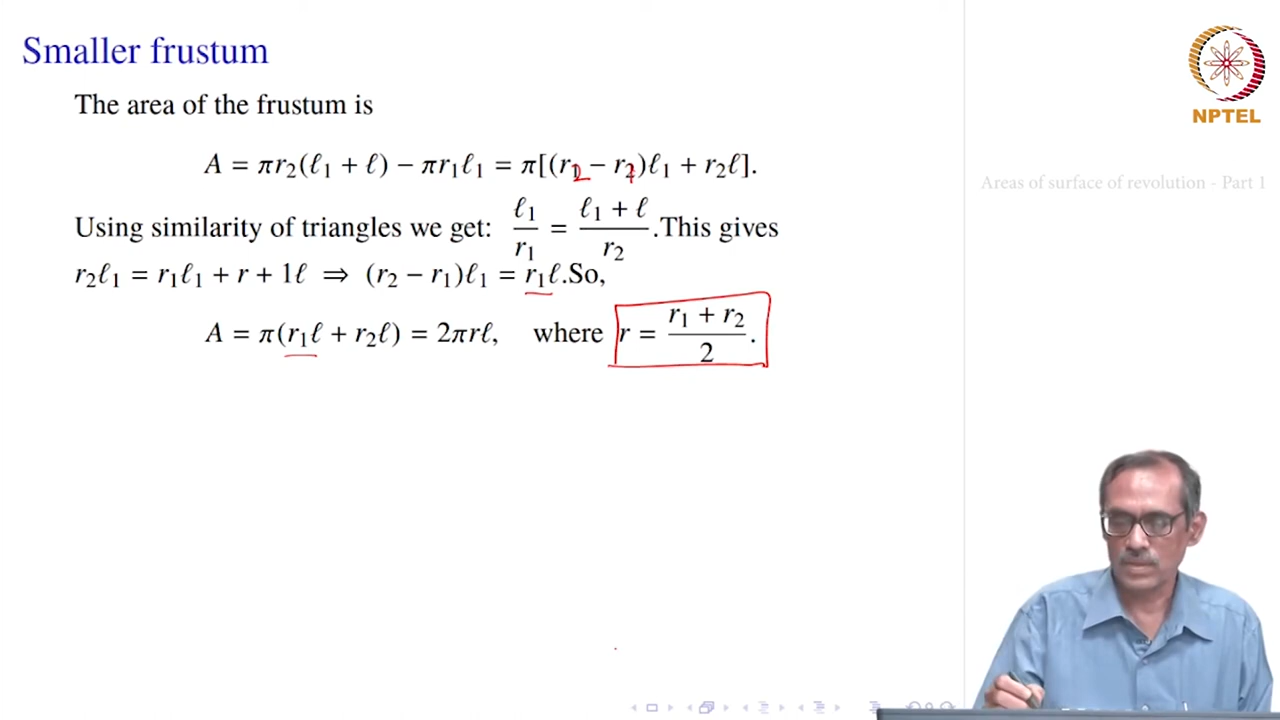 Smaller frustum
NPTEL
The area of the frustum is
A = πr₂(ℓ₁ + ℓ) − πr₁ℓ₁ = π[(r₂ − r₁)ℓ₁ + r₂ℓ].
Areas of surface of revolution - Part 1
Using similarity of triangles we get: ℓ₁/r₁ = (ℓ₁ + ℓ)/r₂.This gives
r₂ℓ₁ = r₁ℓ₁ + r + 1ℓ ⇒ (r₂ − r₁)ℓ₁ = r₁ℓ.So,
A = π(r₁ℓ + r₂ℓ) = 2πrℓ, where r = (r₁ + r₂)/2.